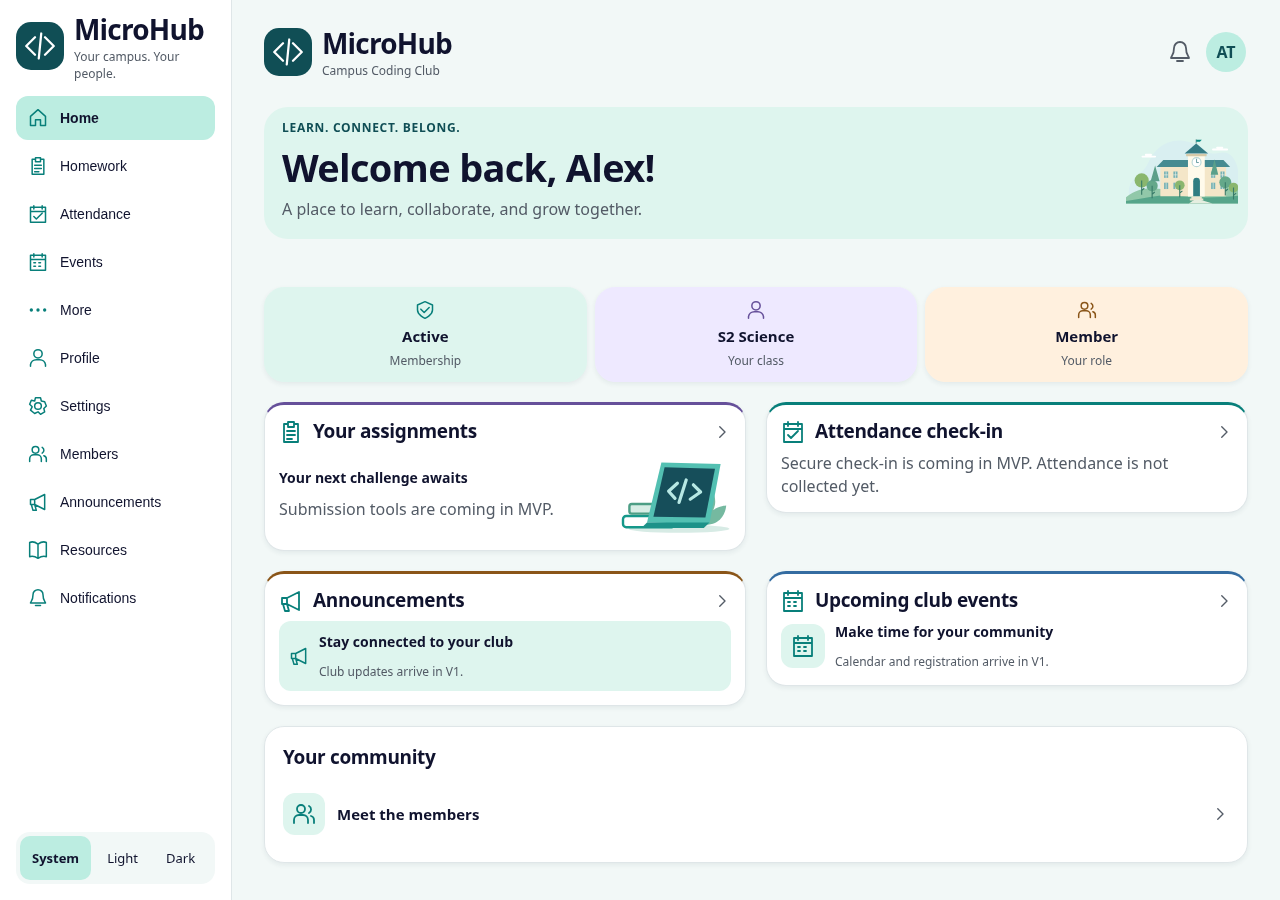 MicroHub
Your campus. Your
people.
Home
Homework
Attendance
Events
More
Profile
Settings
Members
Announcements
Resources
Notifications
System
Light
Dark
MicroHub
Campus Coding Club
AT
LEARN. CONNECT. BELONG.
Welcome back, Alex!
A place to learn, collaborate, and grow together.
Active
Membership
S2 Science
Your class
Member
Your role
Your assignments
Your next challenge awaits
Submission tools are coming in MVP.
Attendance check-in
Secure check-in is coming in MVP. Attendance is not
collected yet.
Announcements
Stay connected to your club
Club updates arrive in V1.
Upcoming club events
Make time for your community
Calendar and registration arrive in V1.
Your community
Meet the members